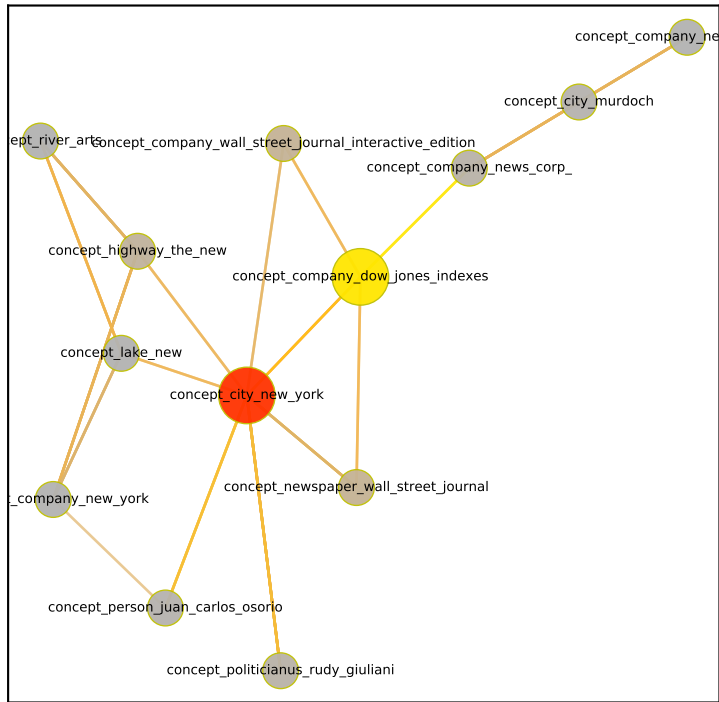 concept_company_ne
concept_city_murdoch
ept_river_arts
concept_company_wall_street_journal_interactive_edition
concept_company_news_corp_
concept_highway_the_new
concept_company_dow_jones_indexes
concept_lake_new
concept_city_new_york
concept_newspaper_wall_street_journal
t_company_new_york
concept_person_juan_carlos_osorio
concept_politicianus_rudy_giuliani